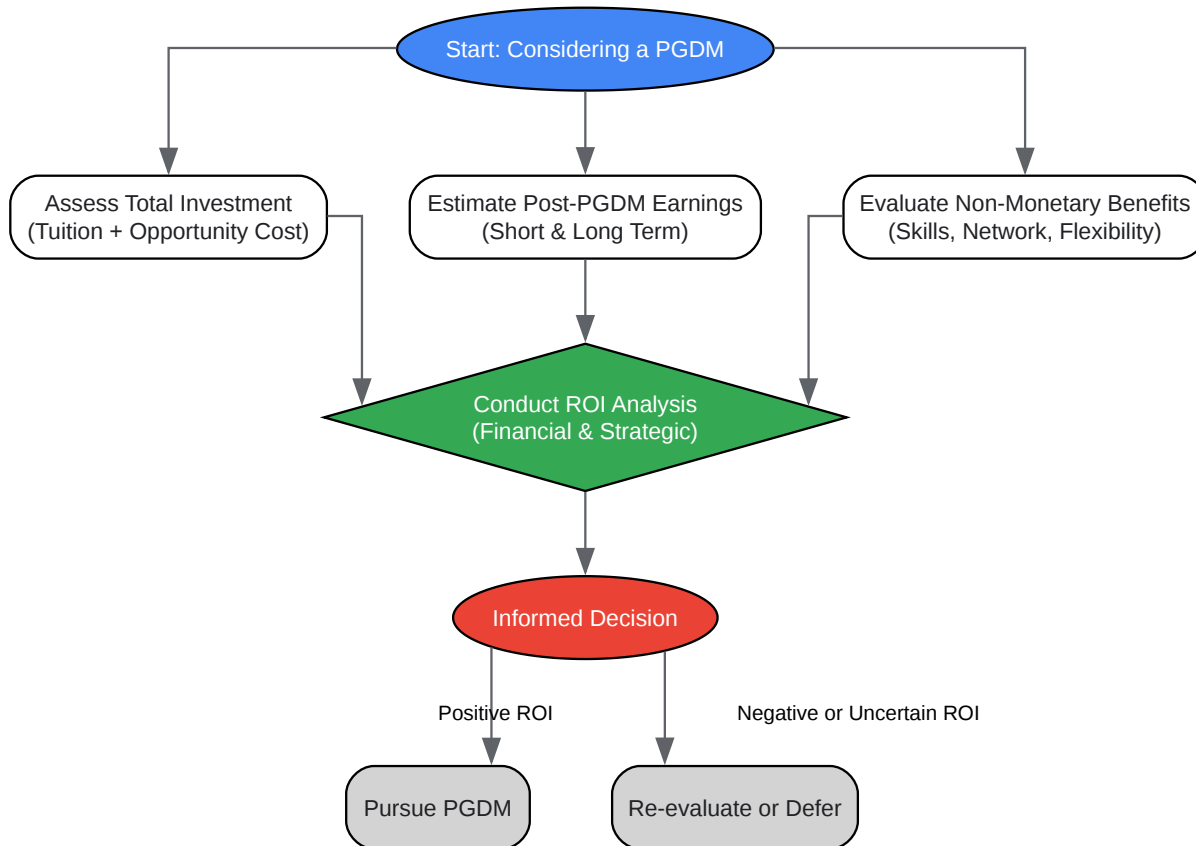 Start: Considering a PGDM
Assess Total Investment
(Tuition + Opportunity Cost)
Estimate Post-PGDM Earnings
(Short & Long Term)
Evaluate Non-Monetary Benefits
(Skills, Network, Flexibility)
Conduct ROI Analysis
(Financial & Strategic)
Informed Decision
Positive ROI
Negative or Uncertain ROI
Pursue PGDM
Re-evaluate or Defer